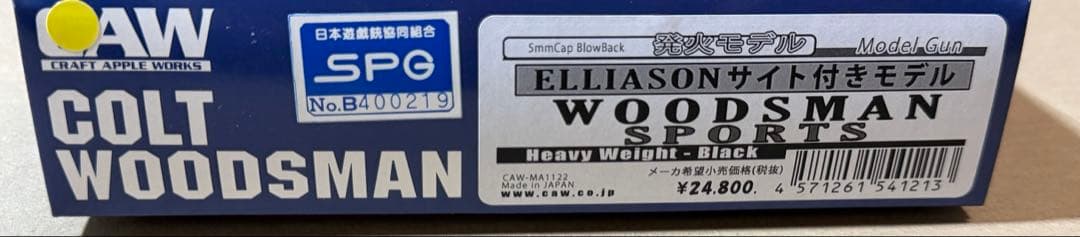 CAW
CRAFT APPLE WORKS
COLT
WOODSMAN
日本遊戯銃協同組合
SPG
No.B400219
5mmCap BlowBack
発火モデル
Model Gun
ELLIASONサイト付きモデル
WOODSMAN
SPORTS
Heavy Weight - Black
CAW-MA1122
Made in JAPAN
www.caw.co.jp
メーカ希望小売価格(税抜)
¥24,800.
4 571261 541213